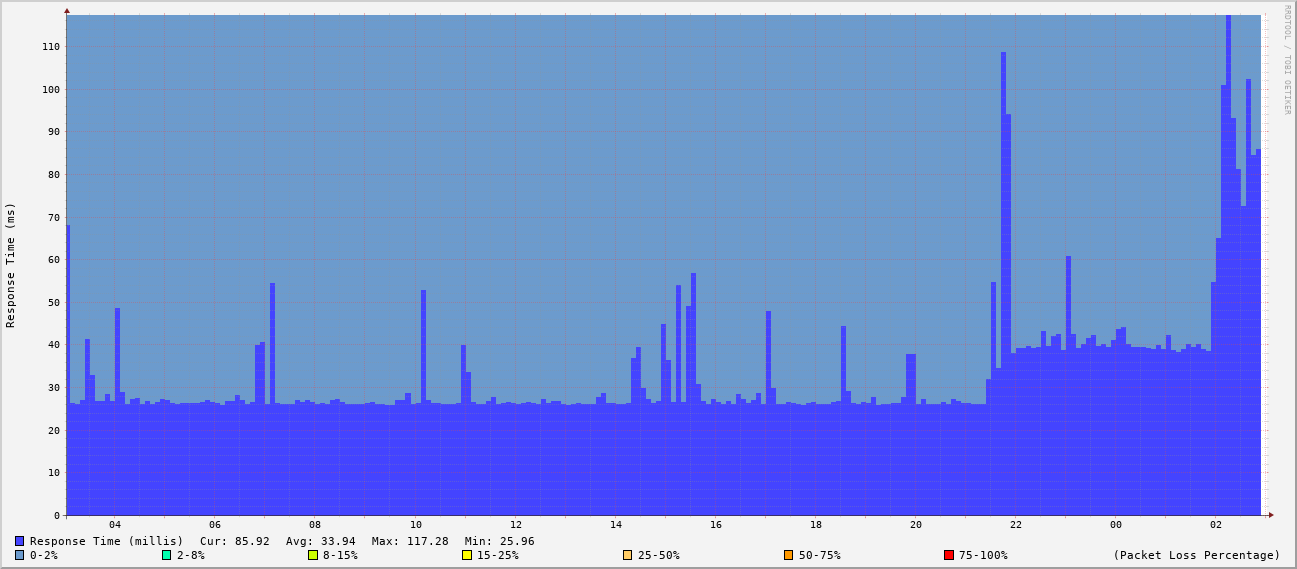 RRDTOOL / TOBI OETIKER
Response Time (ms)
110
100
90
80
70
60
50
40
30
20
10
0
04 06 08 10 12 14 16 18 20 22 00 02
Response Time (millis) Cur: 85.92 Avg: 33.94 Max: 117.28 Min: 25.96
0-2% 2-8% 8-15% 15-25% 25-50% 50-75% 75-100% (Packet Loss Percentage)